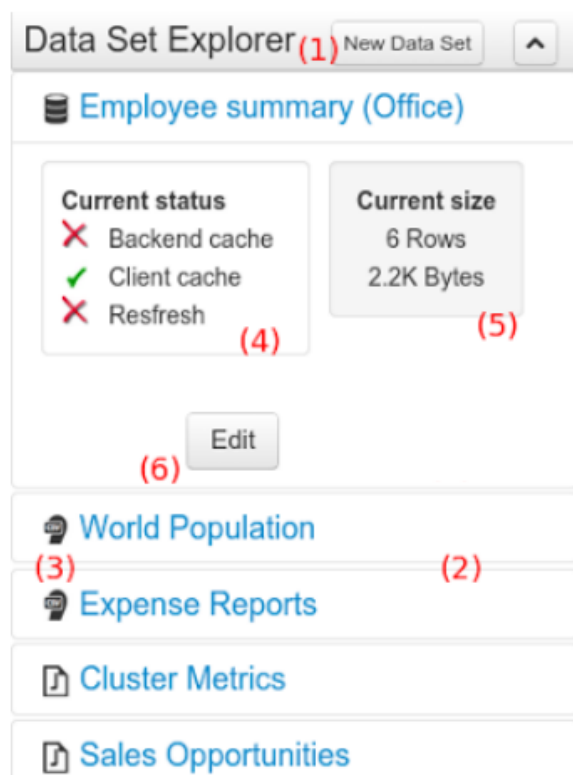 Data Set Explorer (1) New Data Set
Employee summary (Office)
Current status
Backend cache
Client cache
Resfresh
(4)
Current size
6 Rows
2.2K Bytes
(5)
Edit
(6)
World Population
(3) (2)
Expense Reports
Cluster Metrics
Sales Opportunities